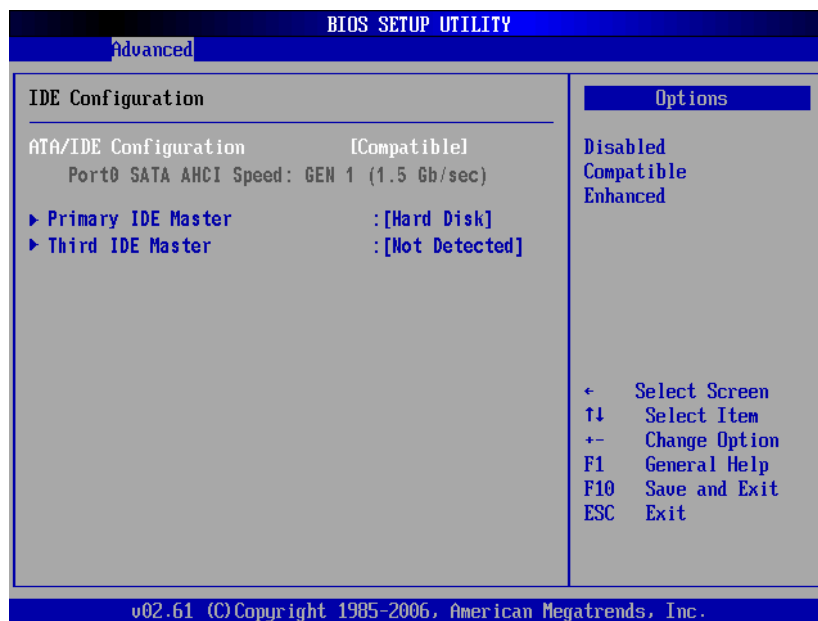 BIOS SETUP UTILITY
Advanced
IDE Configuration
ATA/IDE Configuration [Compatible]
Port0 SATA AHCI Speed: GEN 1 (1.5 Gb/sec)
▶ Primary IDE Master :[Hard Disk]
▶ Third IDE Master :[Not Detected]
Options
Disabled
Compatible
Enhanced
← Select Screen
↑↓ Select Item
+- Change Option
F1 General Help
F10 Save and Exit
ESC Exit
v02.61 (C)Copyright 1985-2006, American Megatrends, Inc.